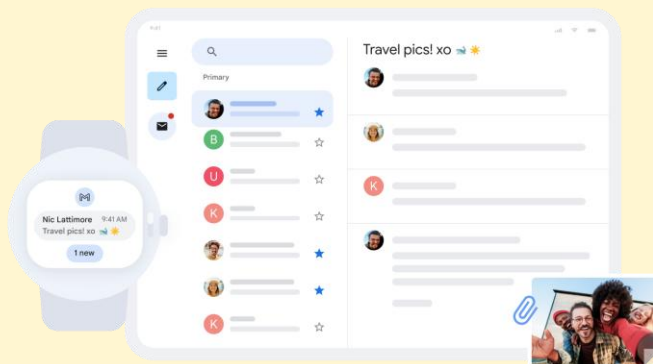 9:41
Primary
B
U
K
K
Travel pics! xo 🐋 ☀️
K
Nic Lattimore 9:41 AM
Travel pics! xo 🐋 ☀️
1 new